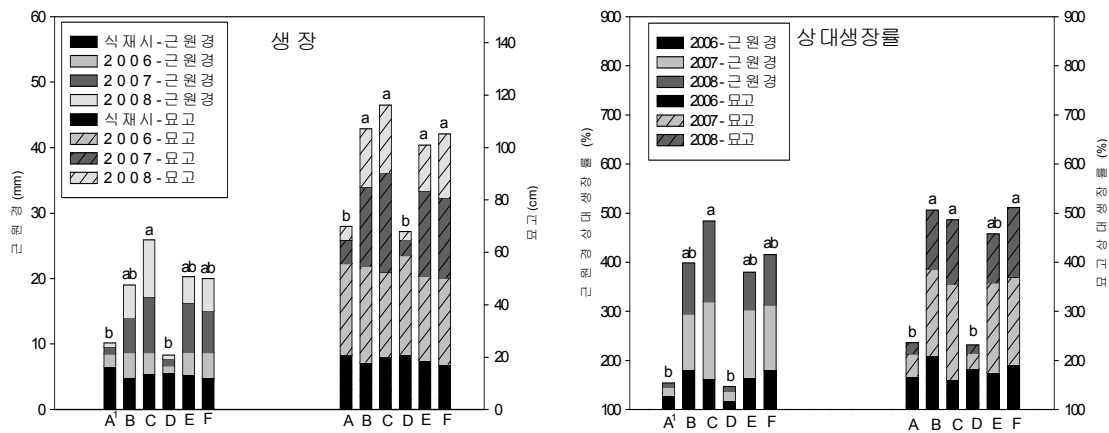 생 장
식재시-근원경
2006-근원경
2007-근원경
2008-근원경
식재시-묘고
2006-묘고
2007-묘고
2008-묘고
근원경 (mm)
60
50
40
30
20
10
0
b
ab
a
b
ab
ab
b
a
a
b
a
a
A¹ B C D E F
A B C D E F
140
120
100
80
60
40
20
0
묘고 (cm)
상대생장률
2006-근원경
2007-근원경
2008-근원경
2006-묘고
2007-묘고
2008-묘고
근원경상대생장률 (%)
900
800
700
600
500
400
300
200
100
b
ab
a
b
ab
ab
b
a
a
b
ab
a
A¹ B C D E F
A B C D E F
900
800
700
600
500
400
300
200
100
묘고상대생장률 (%)